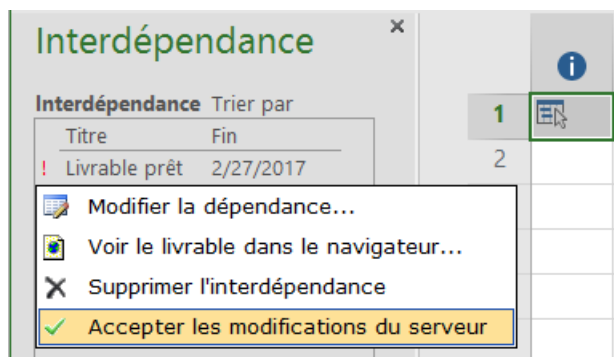 Interdépendance
Interdépendance Trier par
Titre Fin
! Livrable prêt 2/27/2017
Modifier la dépendance...
Voir le livrable dans le navigateur...
Supprimer l'interdépendance
Accepter les modifications du serveur
1
2